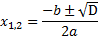 x₁,₂ = (-b ± √D) / 2a